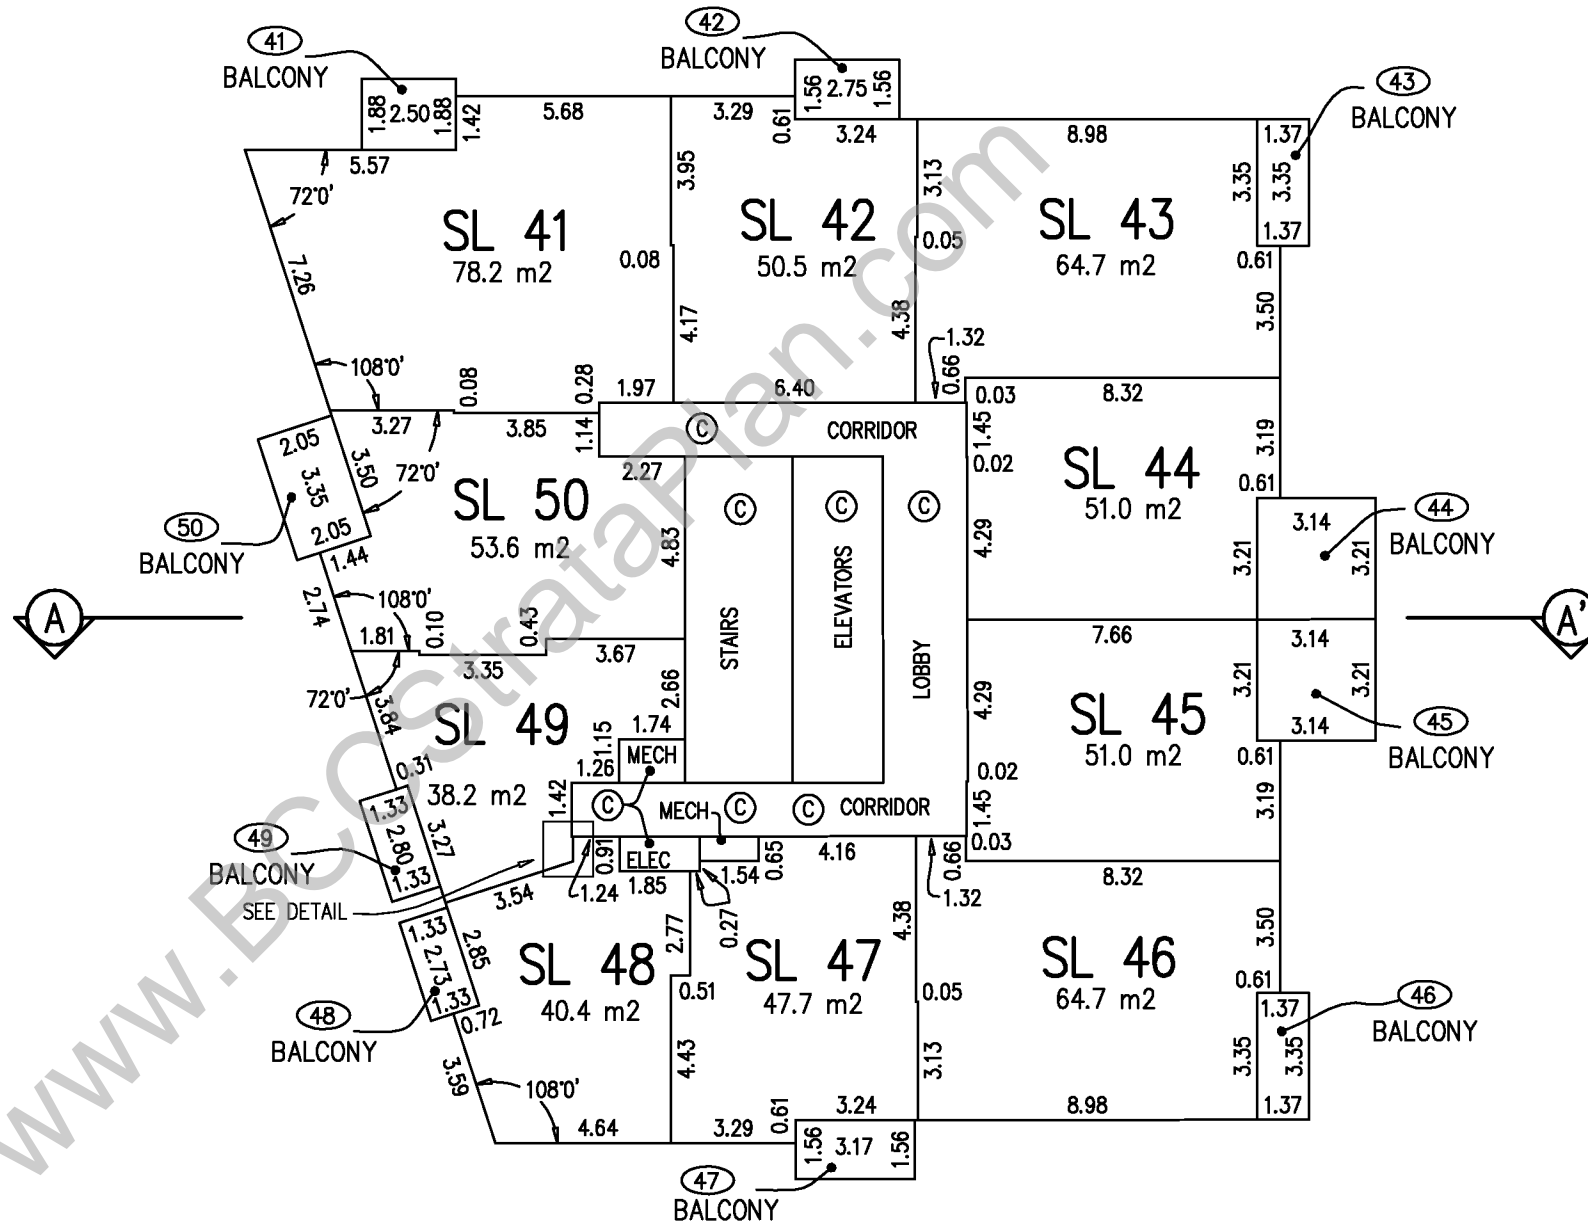 41
BALCONY
42
BALCONY
43
BALCONY
1.88
2.50
1.88
1.42
5.68
3.29
0.61
1.56
2.75
1.56
3.24
8.98
1.37
3.35
3.35
1.37
5.57
72°0'
3.95
3.13
SL 41
78.2 m2
0.08
SL 42
50.5 m2
0.05
SL 43
64.7 m2
0.61
7.26
4.17
4.38
3.50
108°0'
0.08
0.28
1.97
6.40
1.32
0.66
0.03
8.32
3.27
3.85
1.14
C
CORRIDOR
1.45
3.19
2.05
3.50
3.35
2.05
72°0'
2.27
0.02
SL 44
51.0 m2
0.61
SL 50
53.6 m2
4.83
C
C
C
4.29
3.14
44
BALCONY
3.21
3.21
50
BALCONY
1.44
2.74
108°0'
A
A'
1.81
0.10
0.43
3.35
3.67
STAIRS
ELEVATORS
LOBBY
7.66
3.14
3.21
3.21
3.14
45
BALCONY
72°0'
3.84
2.66
4.29
SL 49
38.2 m2
SL 45
51.0 m2
0.61
1.74
1.15
MECH
1.26
0.31
1.42
0.02
C
MECH
C
C
CORRIDOR
1.45
3.19
1.33
2.80
1.33
3.27
49
BALCONY
SEE DETAIL
0.91
ELEC
1.85
1.24
3.54
1.54
0.65
4.16
0.27
0.66
0.03
1.32
8.32
1.33
2.73
1.33
2.85
2.77
4.38
3.50
SL 48
40.4 m2
0.51
SL 47
47.7 m2
0.05
SL 46
64.7 m2
0.61
48
BALCONY
0.72
1.37
46
BALCONY
3.59
4.43
3.13
3.35
3.35
108°0'
4.64
3.29
0.61
3.24
8.98
1.37
1.56
3.17
1.56
47
BALCONY
www.BCCStrataPlan.com